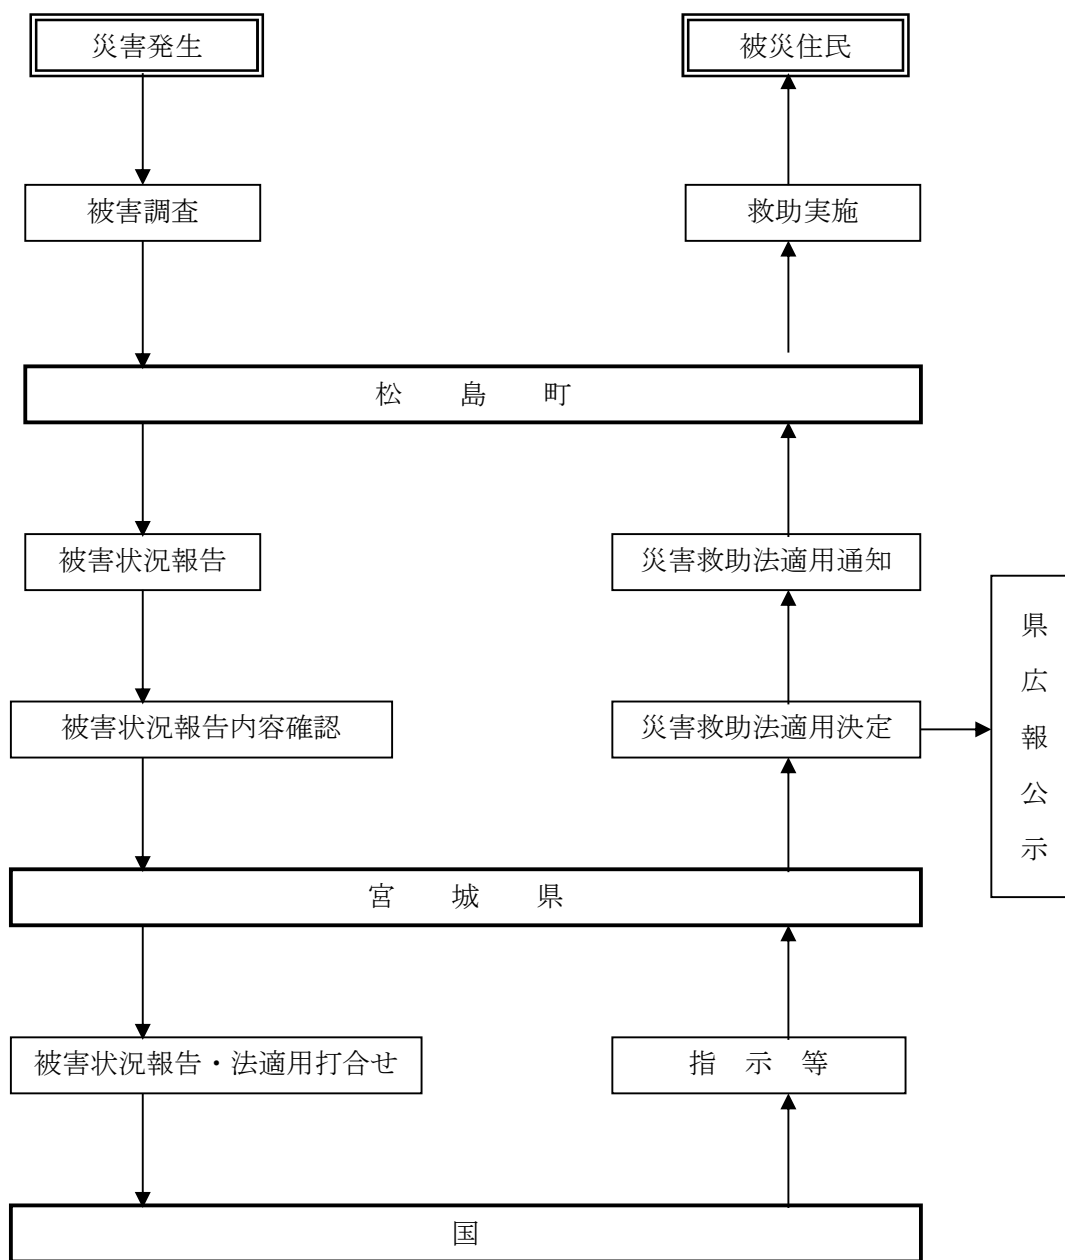 災害発生
被災住民
被害調査
救助実施
松　島　町
被害状況報告
災害救助法適用通知
県広報公示
被害状況報告内容確認
災害救助法適用決定
宮　城　県
被害状況報告・法適用打合せ
指　示　等
国